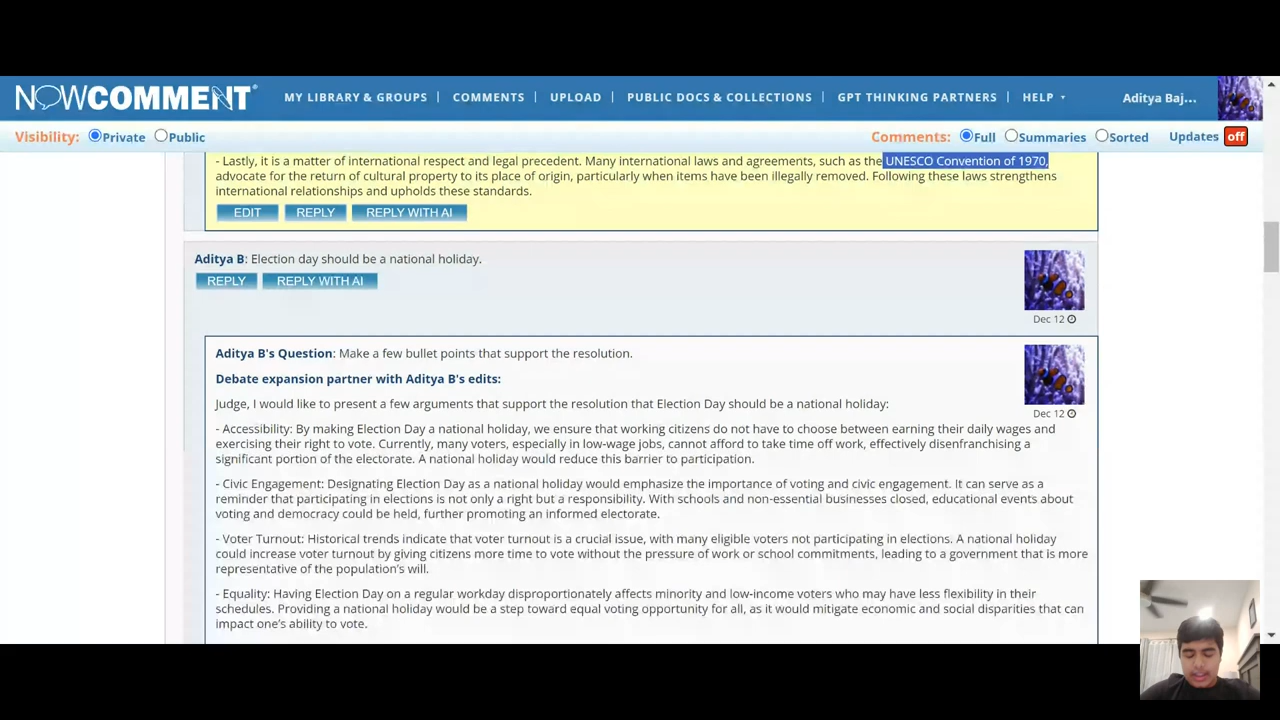 NOWCOMMENT®
MY LIBRARY & GROUPS | COMMENTS | UPLOAD | PUBLIC DOCS & COLLECTIONS | GPT THINKING PARTNERS | HELP
Aditya Baj...
Visibility: Private Public
Comments: Full Summaries Sorted Updates off
- Lastly, it is a matter of international respect and legal precedent. Many international laws and agreements, such as the UNESCO Convention of 1970,
advocate for the return of cultural property to its place of origin, particularly when items have been illegally removed. Following these laws strengthens
international relationships and upholds these standards.
EDIT REPLY REPLY WITH AI
Aditya B: Election day should be a national holiday.
REPLY REPLY WITH AI
Dec 12
Aditya B's Question: Make a few bullet points that support the resolution.
Debate expansion partner with Aditya B's edits:
Dec 12
Judge, I would like to present a few arguments that support the resolution that Election Day should be a national holiday:
- Accessibility: By making Election Day a national holiday, we ensure that working citizens do not have to choose between earning their daily wages and
exercising their right to vote. Currently, many voters, especially in low-wage jobs, cannot afford to take time off work, effectively disenfranchising a
significant portion of the electorate. A national holiday would reduce this barrier to participation.
- Civic Engagement: Designating Election Day as a national holiday would emphasize the importance of voting and civic engagement. It can serve as a
reminder that participating in elections is not only a right but a responsibility. With schools and non-essential businesses closed, educational events about
voting and democracy could be held, further promoting an informed electorate.
- Voter Turnout: Historical trends indicate that voter turnout is a crucial issue, with many eligible voters not participating in elections. A national holiday
could increase voter turnout by giving citizens more time to vote without the pressure of work or school commitments, leading to a government that is more
representative of the population's will.
- Equality: Having Election Day on a regular workday disproportionately affects minority and low-income voters who may have less flexibility in their
schedules. Providing a national holiday would be a step toward equal voting opportunity for all, as it would mitigate economic and social disparities that can
impact one's ability to vote.